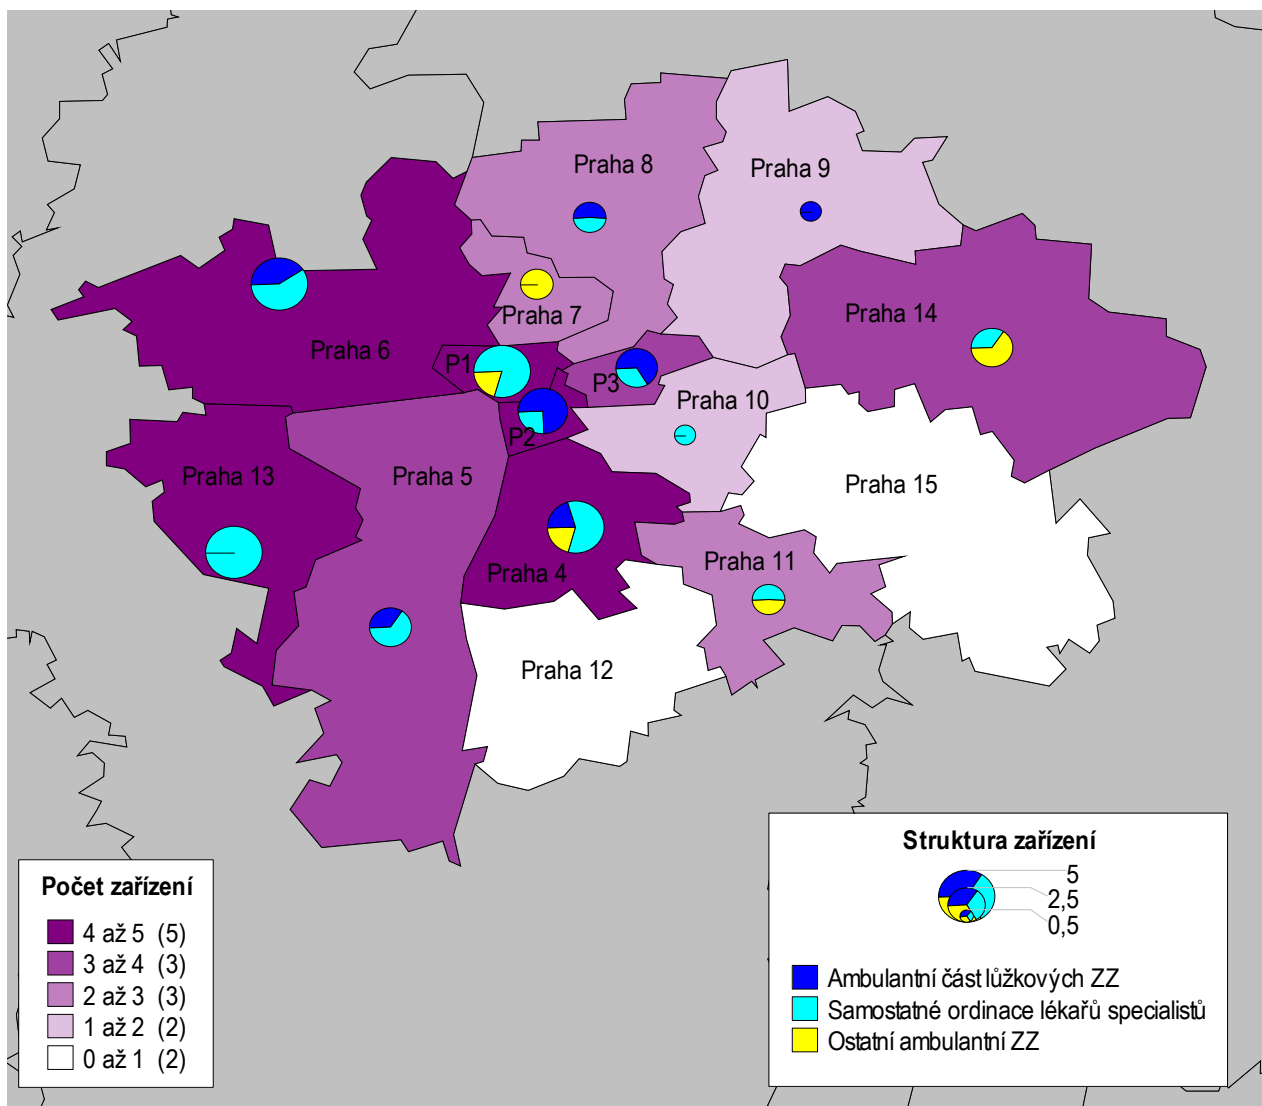 Praha 8
Praha 9
Praha 7
Praha 14
Praha 6
P1
P3
Praha 10
P2
Praha 13
Praha 5
Praha 15
Praha 11
Praha 4
Praha 12
Počet zařízení
4 až 5 (5)
3 až 4 (3)
2 až 3 (3)
1 až 2 (2)
0 až 1 (2)
Struktura zařízení
5
2,5
0,5
Ambulantní část lůžkových ZZ
Samostatné ordinace lékařů specialistů
Ostatní ambulantní ZZ